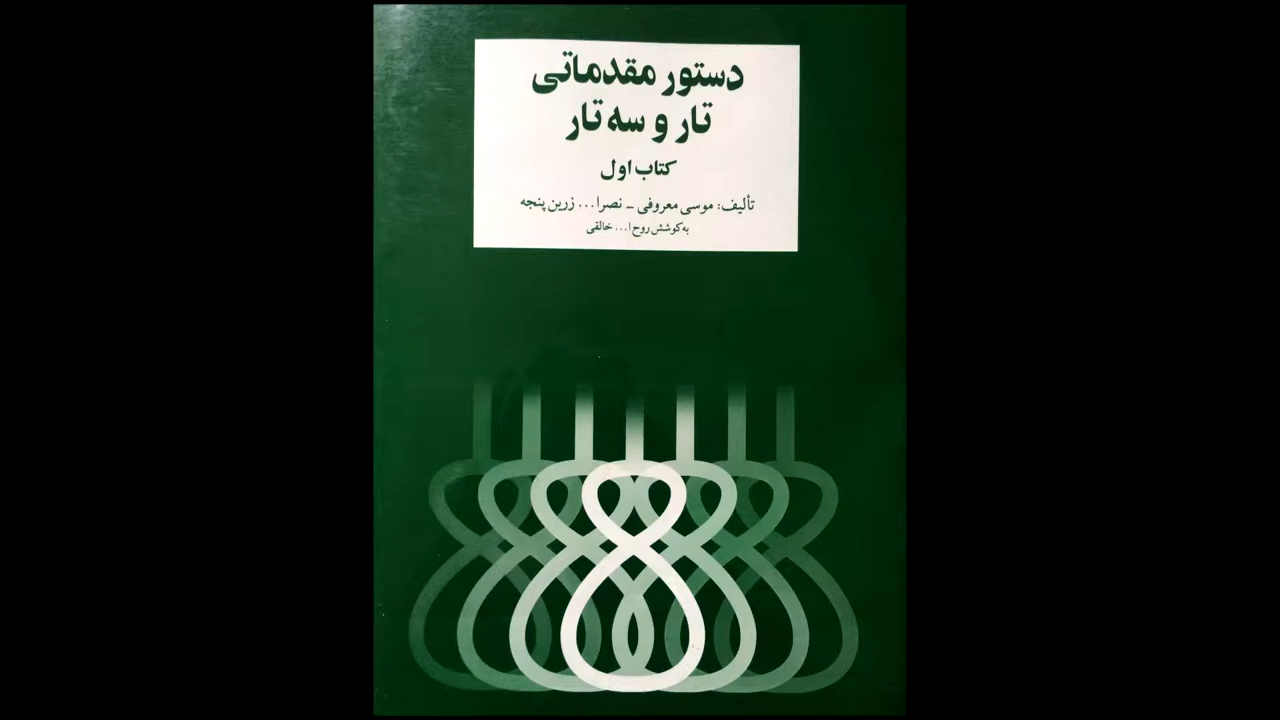 دستور مقدماتی
تار و سه تار
کتاب اول
تألیف: موسی معروفی - نصرا... زرین پنجه
به کوشش روح ا... خالقی